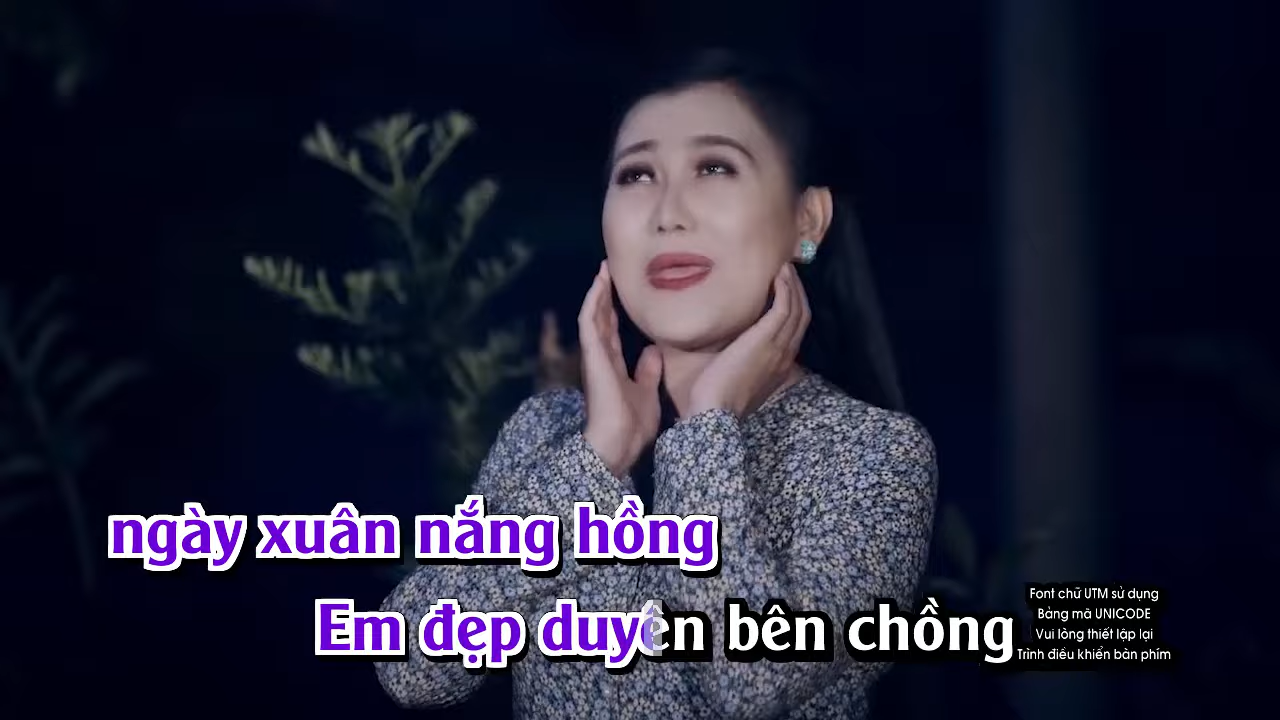 ngày xuân nắng hồng
Em đẹp duyên bên chồng
Font chữ UTM sử dụng
Bảng mã UNICODE
Vui lòng thiết lập lại
Trình điều khiển bàn phím